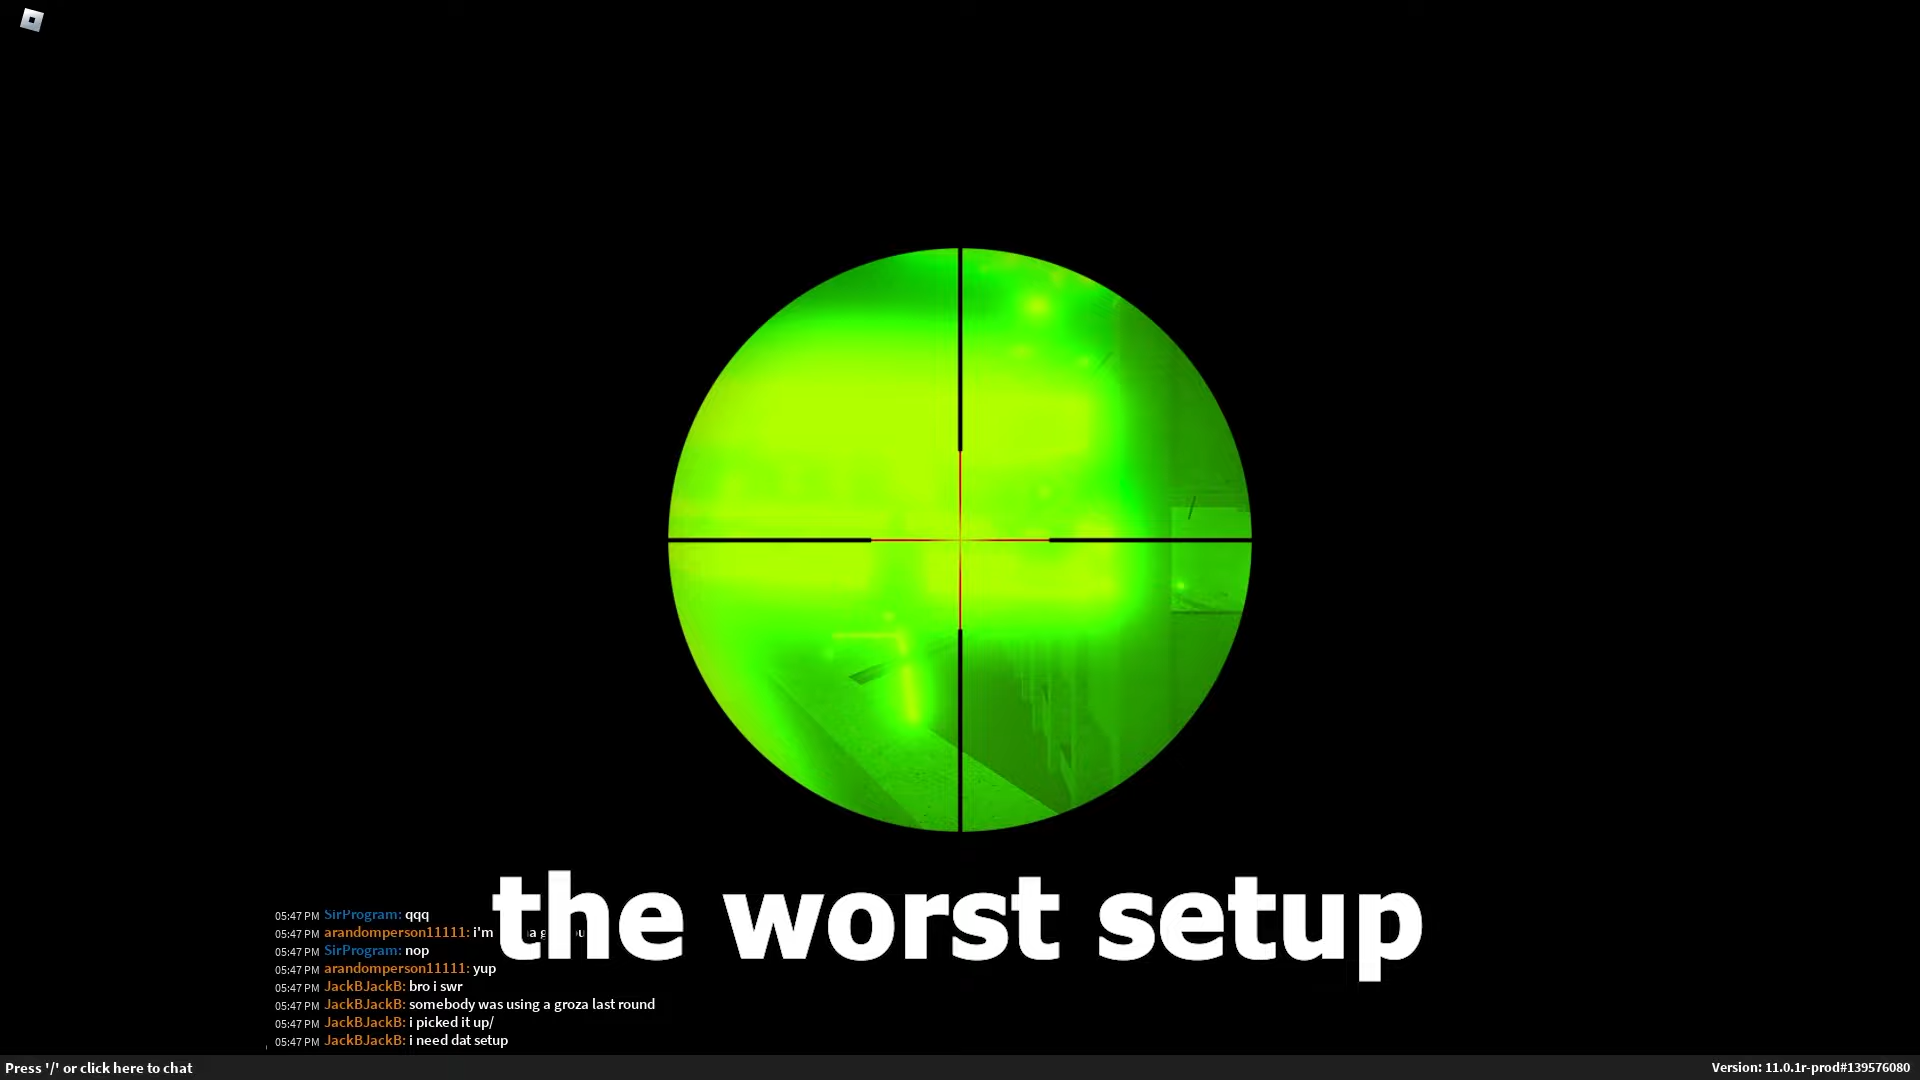 05:47 PM SirProgram: qqq
05:47 PM arandomperson11111: i'm
05:47 PM SirProgram: nop
05:47 PM arandomperson11111: yup
05:47 PM JackBJackB: bro i swr
05:47 PM JackBJackB: somebody was using a groza last round
05:47 PM JackBJackB: i picked it up/
05:47 PM JackBJackB: i need dat setup
the worst setup
Press '/' or click here to chat
Version: 11.0.1r-prod#139576080